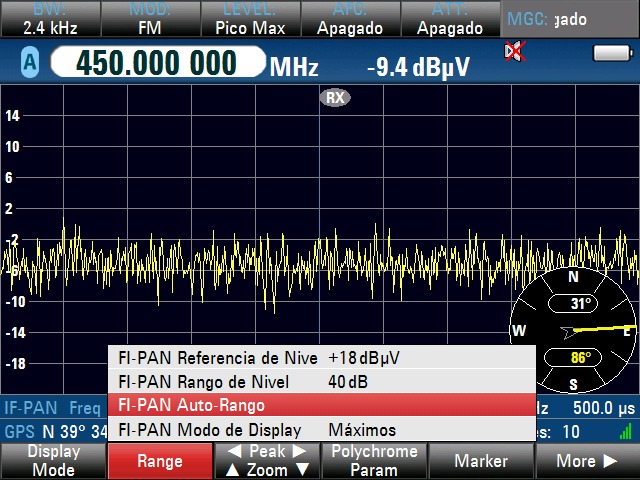 BW: MOD: LEVEL: AFC: ATT: MGC: gado
2.4 kHz FM Pico Max Apagado Apagado
A 450.000 000 MHz -9.4 dBµV
RX
14
10
6
2
-2
-6
-10
-14
-18
N
31°
W E
86°
S
FI-PAN Referencia de Nive +18 dBµV
FI-PAN Rango de Nivel 40 dB
FI-PAN Auto-Rango
FI-PAN Modo de Display Máximos
IF-PAN Freq Hz 500.0 µs
GPS N 39° 34 es: 10
Display Mode
Range
◀ Peak ▶
▲ Zoom ▼
Polychrome Param
Marker
More ▶